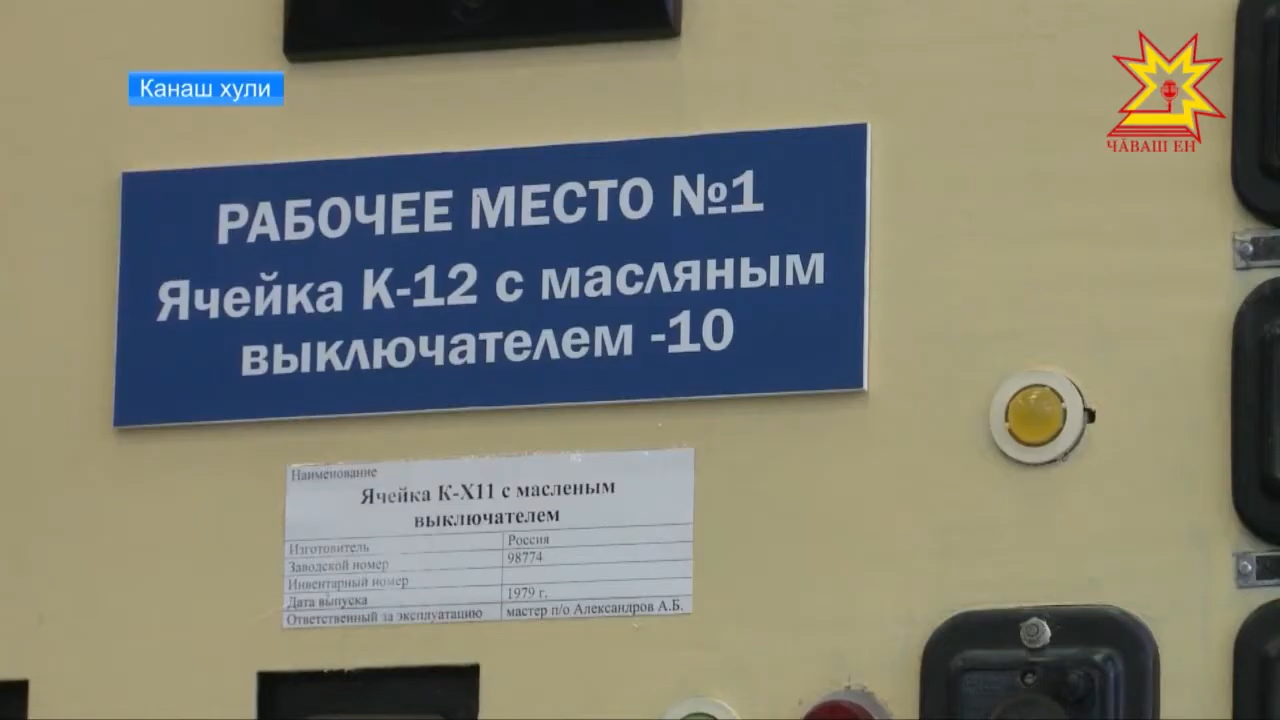 Канаш хули
ЧӐВАШ ЕН
РАБОЧЕЕ МЕСТО №1
Ячейка К-12 с масляным
выключателем -10
Наименование
Ячейка К-Х11 с масленым
выключателем
Изготовитель Россия
Заводской номер 98774
Инвентарный номер
Дата выпуска 1979 г.
Ответственный за эксплуатацию мастер п/о Александров А.Б.